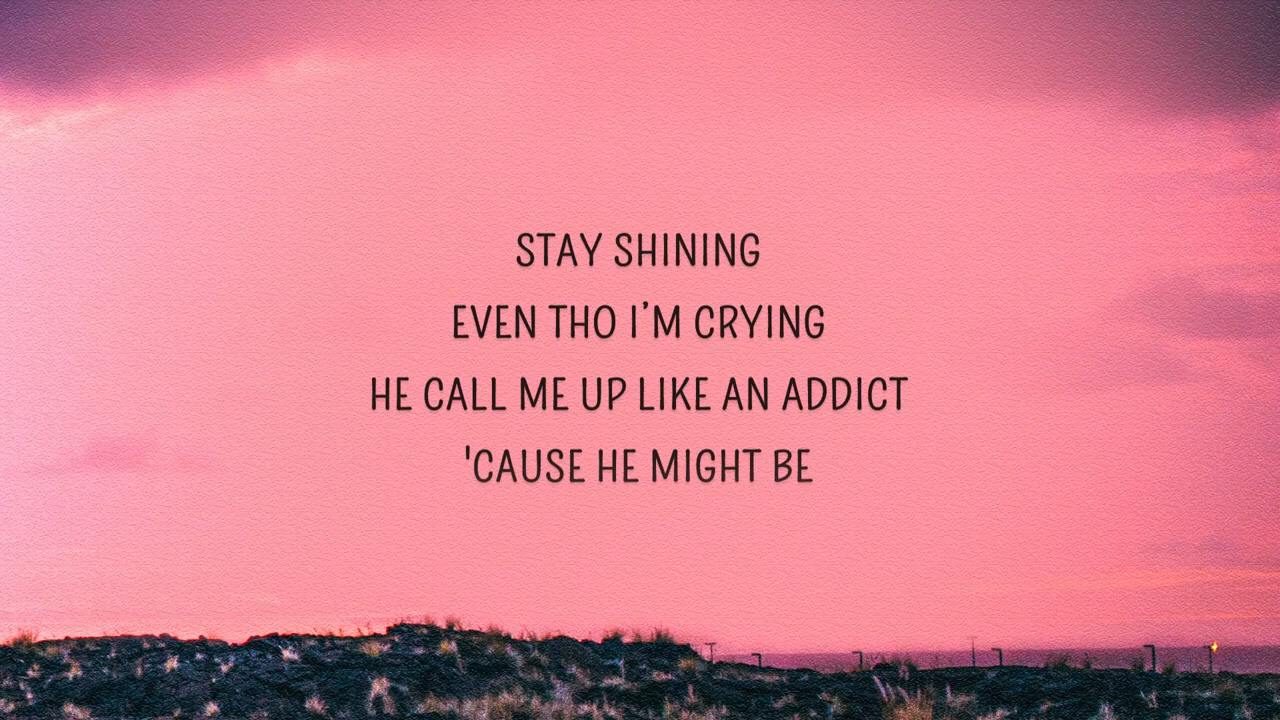 STAY SHINING
EVEN THO I’M CRYING
HE CALL ME UP LIKE AN ADDICT
'CAUSE HE MIGHT BE